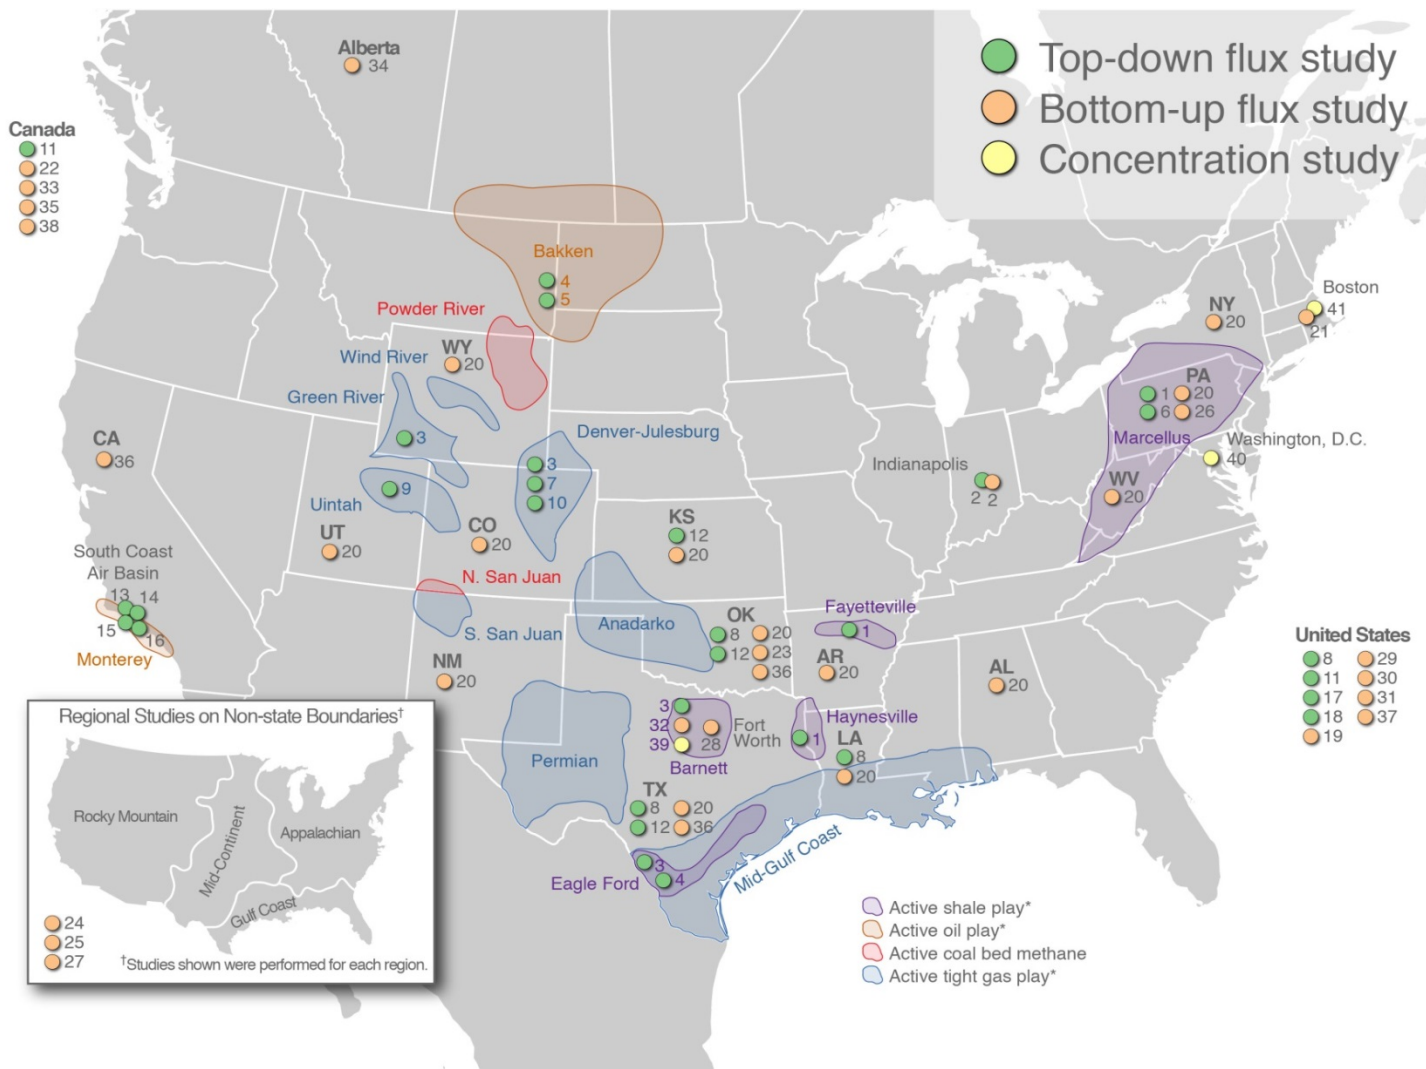 Top-down flux study
Bottom-up flux study
Concentration study
Alberta
34
Canada
11
22
33
35
38
Bakken
4
5
Powder River
WY
20
Wind River
Green River
3
Denver-Julesburg
3
7
10
Uintah
9
UT
20
CO
20
KS
12
20
CA
36
South Coast
Air Basin
13 14
15 16
Monterey
N. San Juan
S. San Juan
NM
20
Anadarko
OK
8 20
12 23
36
Fayetteville
1
AR
20
AL
20
Indianapolis
2 2
NY
20
Boston
41
21
PA
1 20
6 26
Marcellus
Washington, D.C.
40
WV
20
United States
8 29
11 30
17 31
18 37
19
Permian
3
32
39
28
Fort
Worth
Barnett
Haynesville
1
LA
8
20
TX
8 20
12 36
3
4
Eagle Ford
Mid-Gulf Coast
Regional Studies on Non-state Boundaries†
Rocky Mountain
Mid-Continent
Appalachian
Gulf Coast
24
25
27
†Studies shown were performed for each region.
Active shale play*
Active oil play*
Active coal bed methane
Active tight gas play*